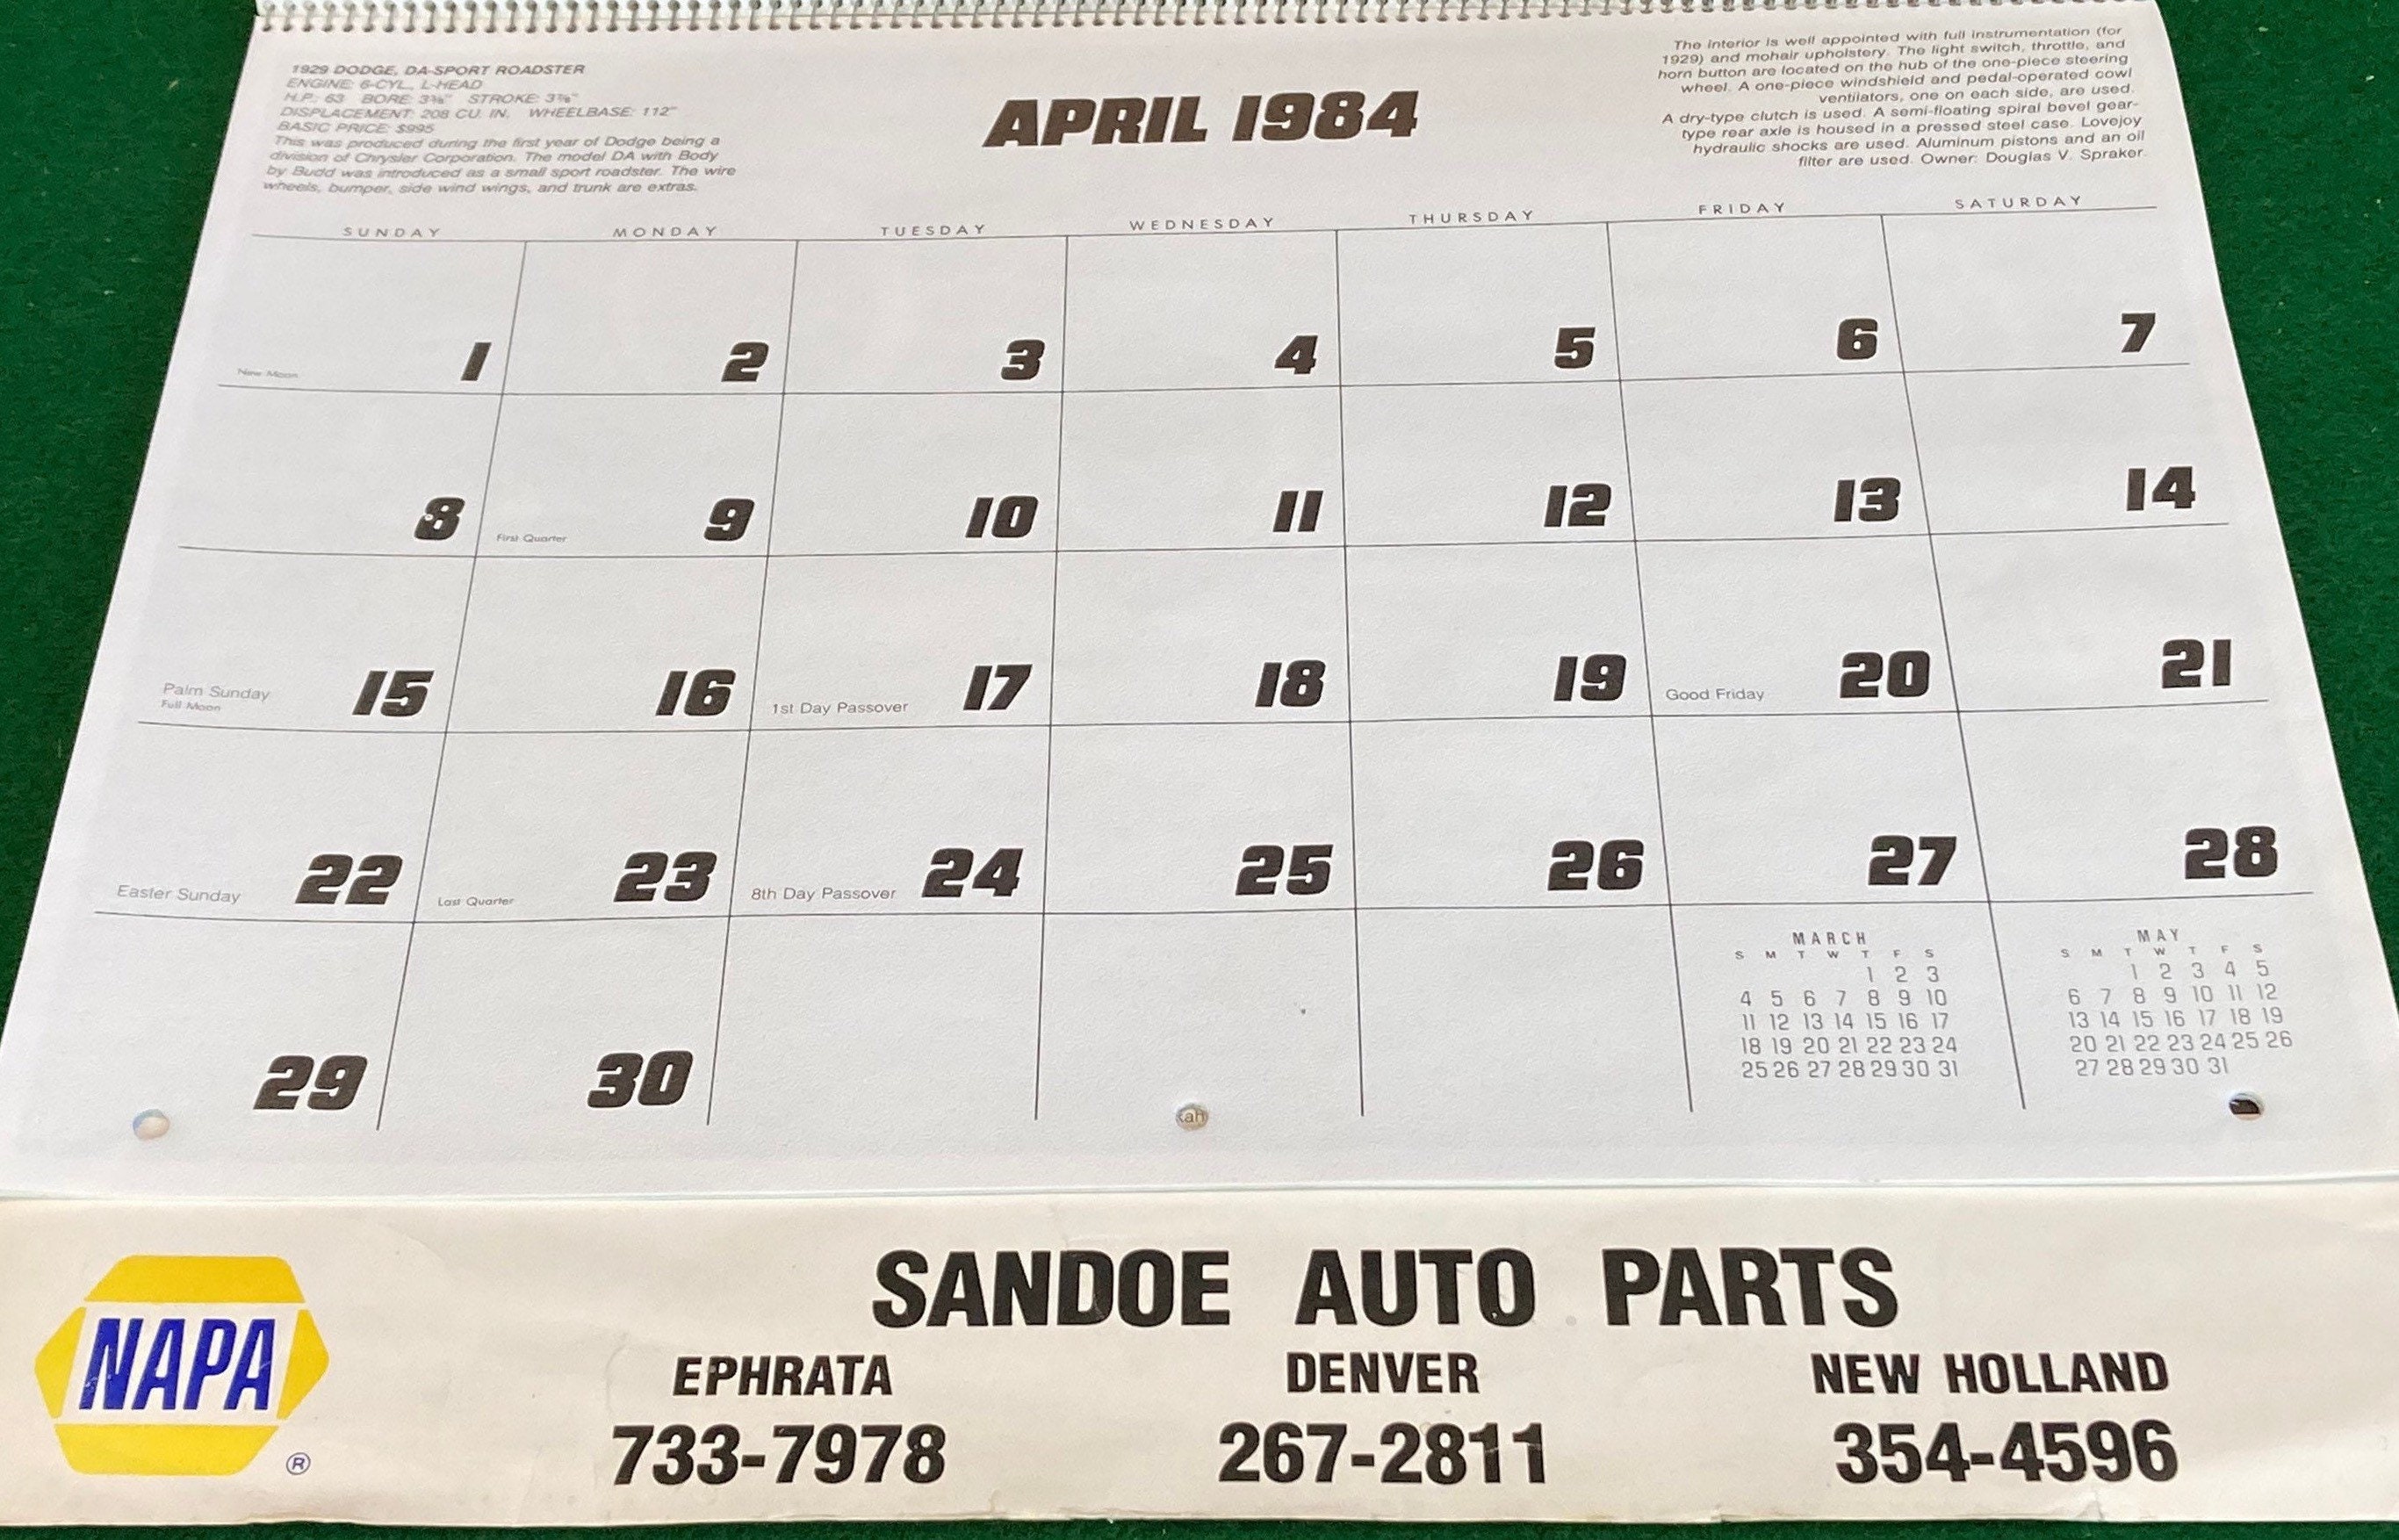 1929 DODGE, DA-SPORT ROADSTER
ENGINE: 6-CYL., L-HEAD
H.P.: 63 BORE: 3⅜" STROKE: 3⅞"
DISPLACEMENT: 208 CU. IN. WHEELBASE: 112"
BASIC PRICE: $995
This was produced during the first year of Dodge being a
division of Chrysler Corporation. The model DA with Body
by Budd was introduced as a small sport roadster. The wire
wheels, bumper, side wind wings, and trunk are extras.
APRIL 1984
The interior is well appointed with full instrumentation (for
1929) and mohair upholstery. The light switch, throttle, and
horn button are located on the hub of the one-piece steering
wheel. A one-piece windshield and pedal-operated cowl
ventilators, one on each side, are used.
A dry-type clutch is used. A semi-floating spiral bevel gear-
type rear axle is housed in a pressed steel case. Lovejoy
hydraulic shocks are used. Aluminum pistons and an oil
filter are used. Owner: Douglas V. Spraker.
SUNDAY MONDAY TUESDAY WEDNESDAY THURSDAY FRIDAY SATURDAY
New Moon 1 2 3 4 5 6 7
8 First Quarter 9 10 11 12 13 14
Palm Sunday
Full Moon
15 16 1st Day Passover 17 18 19 Good Friday 20 21
Easter Sunday 22 Last Quarter 23 8th Day Passover 24 25 26 27 28
29 30
MARCH
S M T W T F S
1 2 3
4 5 6 7 8 9 10
11 12 13 14 15 16 17
18 19 20 21 22 23 24
25 26 27 28 29 30 31
MAY
S M T W T F S
1 2 3 4 5
6 7 8 9 10 11 12
13 14 15 16 17 18 19
20 21 22 23 24 25 26
27 28 29 30 31
NAPA
®
SANDOE AUTO PARTS
EPHRATA DENVER NEW HOLLAND
733-7978 267-2811 354-4596